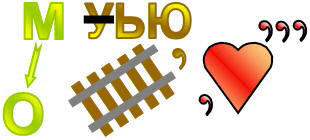 М УЬЮ ,,,
,
О ,